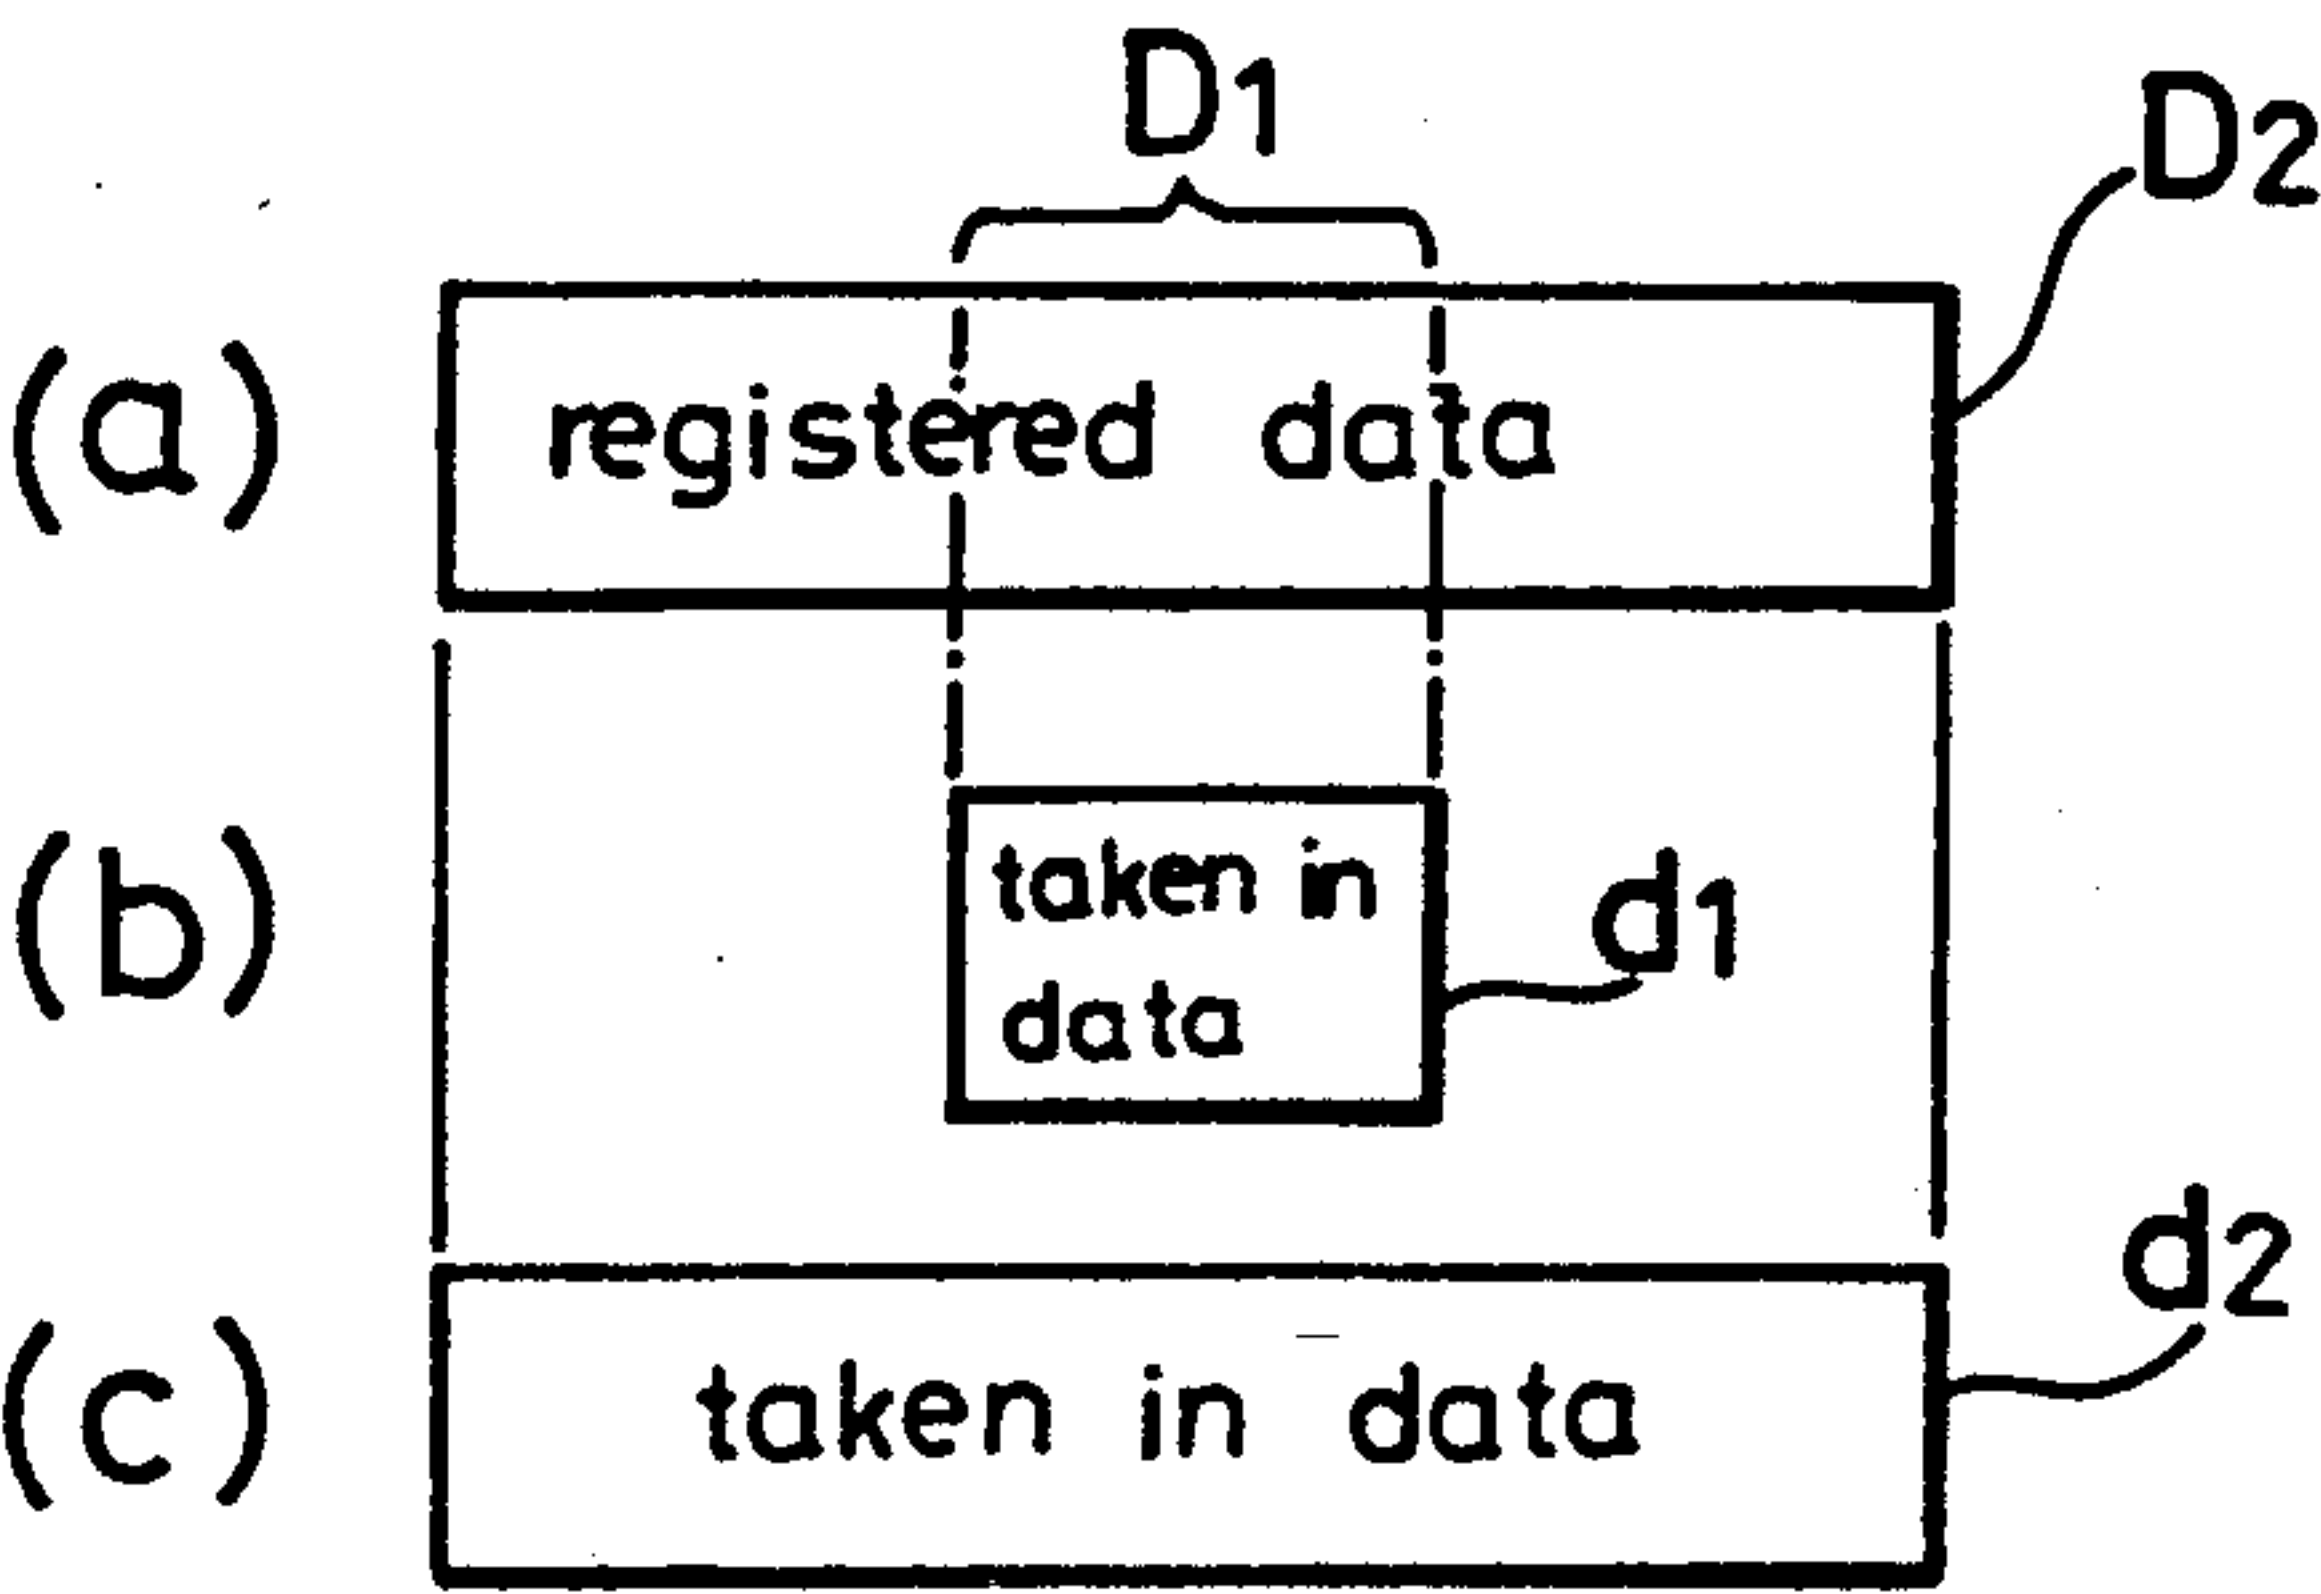 D1
D2
(a)
registered data
(b)
taken in
data
d1
d2
(c)
taken in data